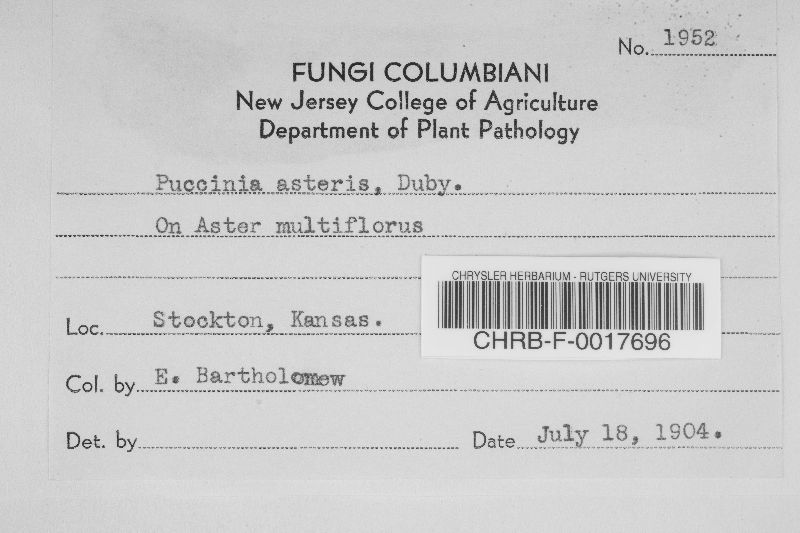 No. 1952
FUNGI COLUMBIANI
New Jersey College of Agriculture
Department of Plant Pathology
Puccinia asteris, Duby.
On Aster multiflorus
CHRYSLER HERBARIUM - RUTGERS UNIVERSITY
CHRB-F-0017696
Loc. Stockton, Kansas.
Col. by E. Bartholomew
Det. by
Date July 18, 1904.